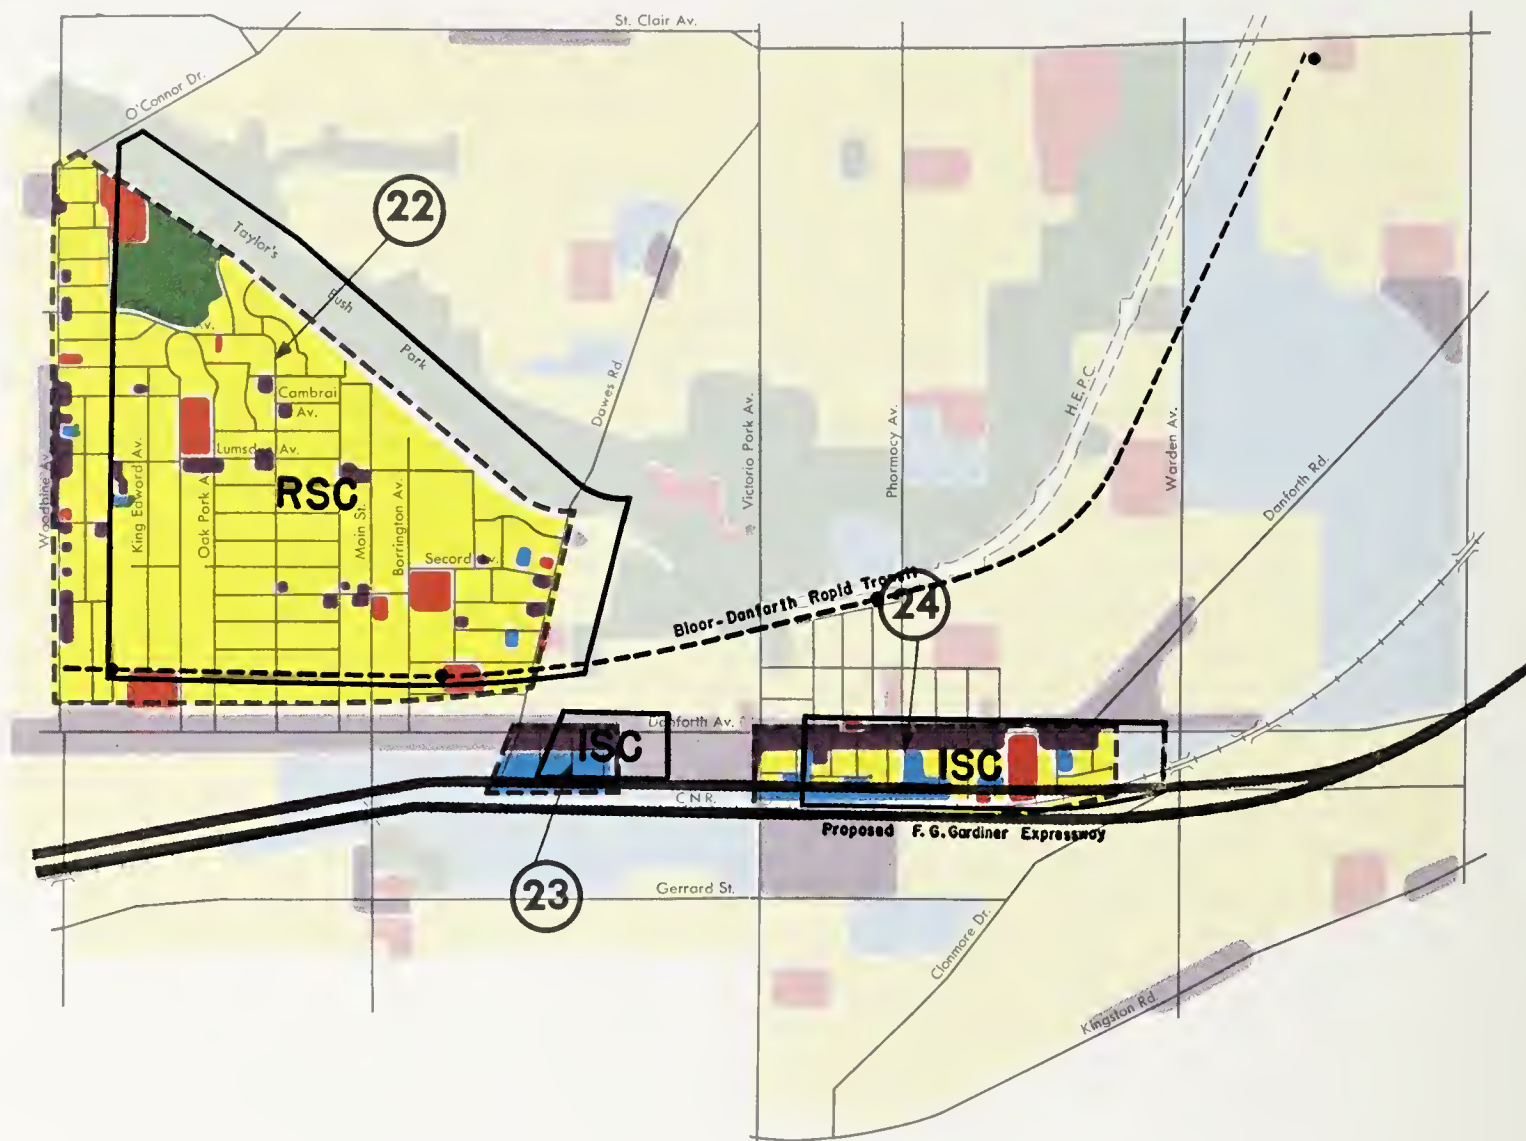 St. Clair Av.
O'Connor Dr.
22
Taylor's
Bush
Park
Av.
Cambrai
Av.
Dawes Rd.
H.E.P.C.
Victoria Park Av.
Pharmacy Av.
Warden Av.
Danforth Rd.
Woodbine Av.
King Edward Av.
Oak Park A
Lumsden Av.
RSC
Main St.
Barrington Av.
Secord Av.
Bloor-Danforth Rapid Transit
24
Danforth Av.
ISC
ISC
C.N.R.
Proposed F.G. Gardiner Expressway
23
Gerrard St.
Clonmore Dr.
Kingston Rd.